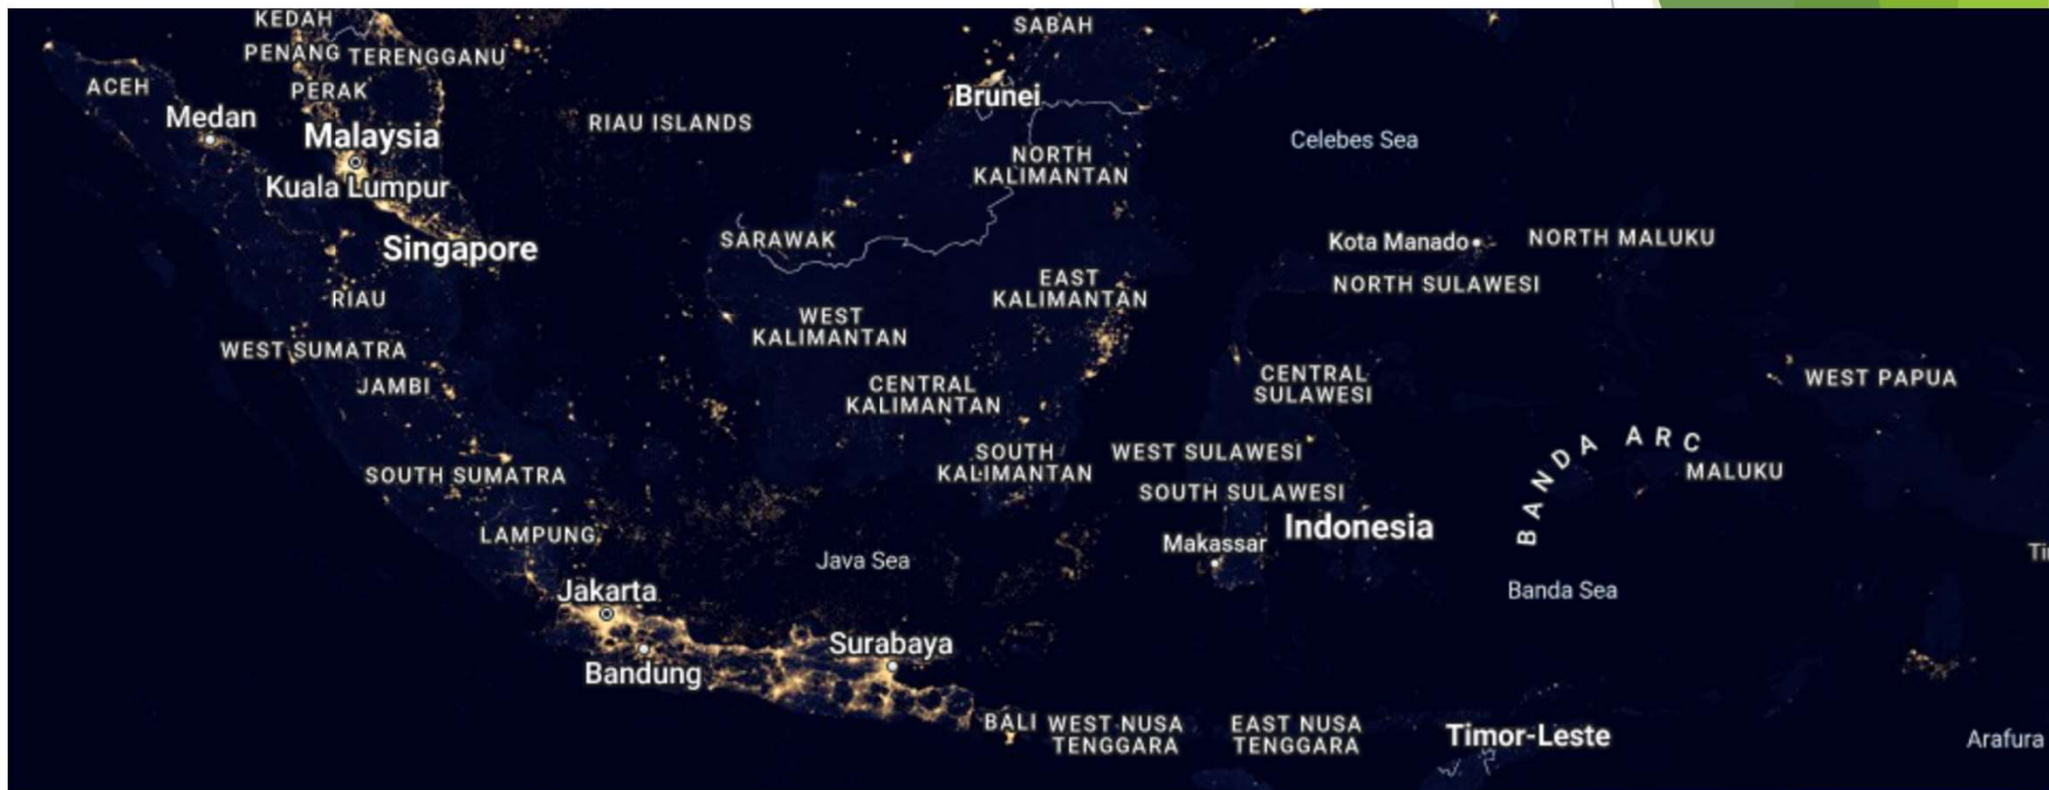 KEDAH
SABAH
PENANG
TERENGGANU
ACEH
PERAK
Brunei
Medan
RIAU ISLANDS
Malaysia
Celebes Sea
NORTH
KALIMANTAN
Kuala Lumpur
SARAWAK
Kota Manado
NORTH MALUKU
Singapore
EAST
KALIMANTAN
NORTH SULAWESI
RIAU
WEST
KALIMANTAN
WEST SUMATRA
JAMBI
CENTRAL
KALIMANTAN
CENTRAL
SULAWESI
WEST PAPUA
BANDA ARC
SOUTH
KALIMANTAN
WEST SULAWESI
MALUKU
SOUTH SUMATRA
SOUTH SULAWESI
Indonesia
LAMPUNG
Makassar
Java Sea
Ti
Jakarta
Banda Sea
Surabaya
Bandung
BALI
WEST NUSA
TENGGARA
EAST NUSA
TENGGARA
Timor-Leste
Arafura